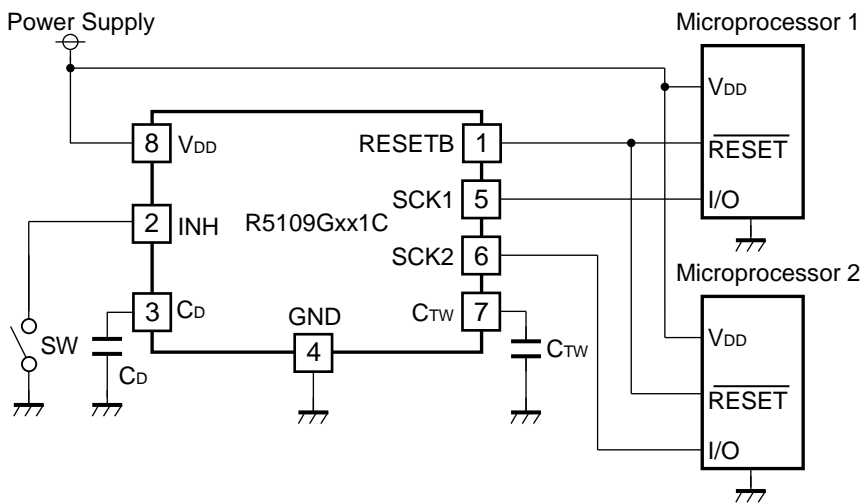 Power Supply
Microprocessor 1
VDD
RESET
I/O
8
VDD
RESETB
1
2
INH
R5109Gxx1C
SCK1
5
SCK2
6
3
CD
GND
4
CTW
7
SW
CD
CTW
Microprocessor 2
VDD
RESET
I/O